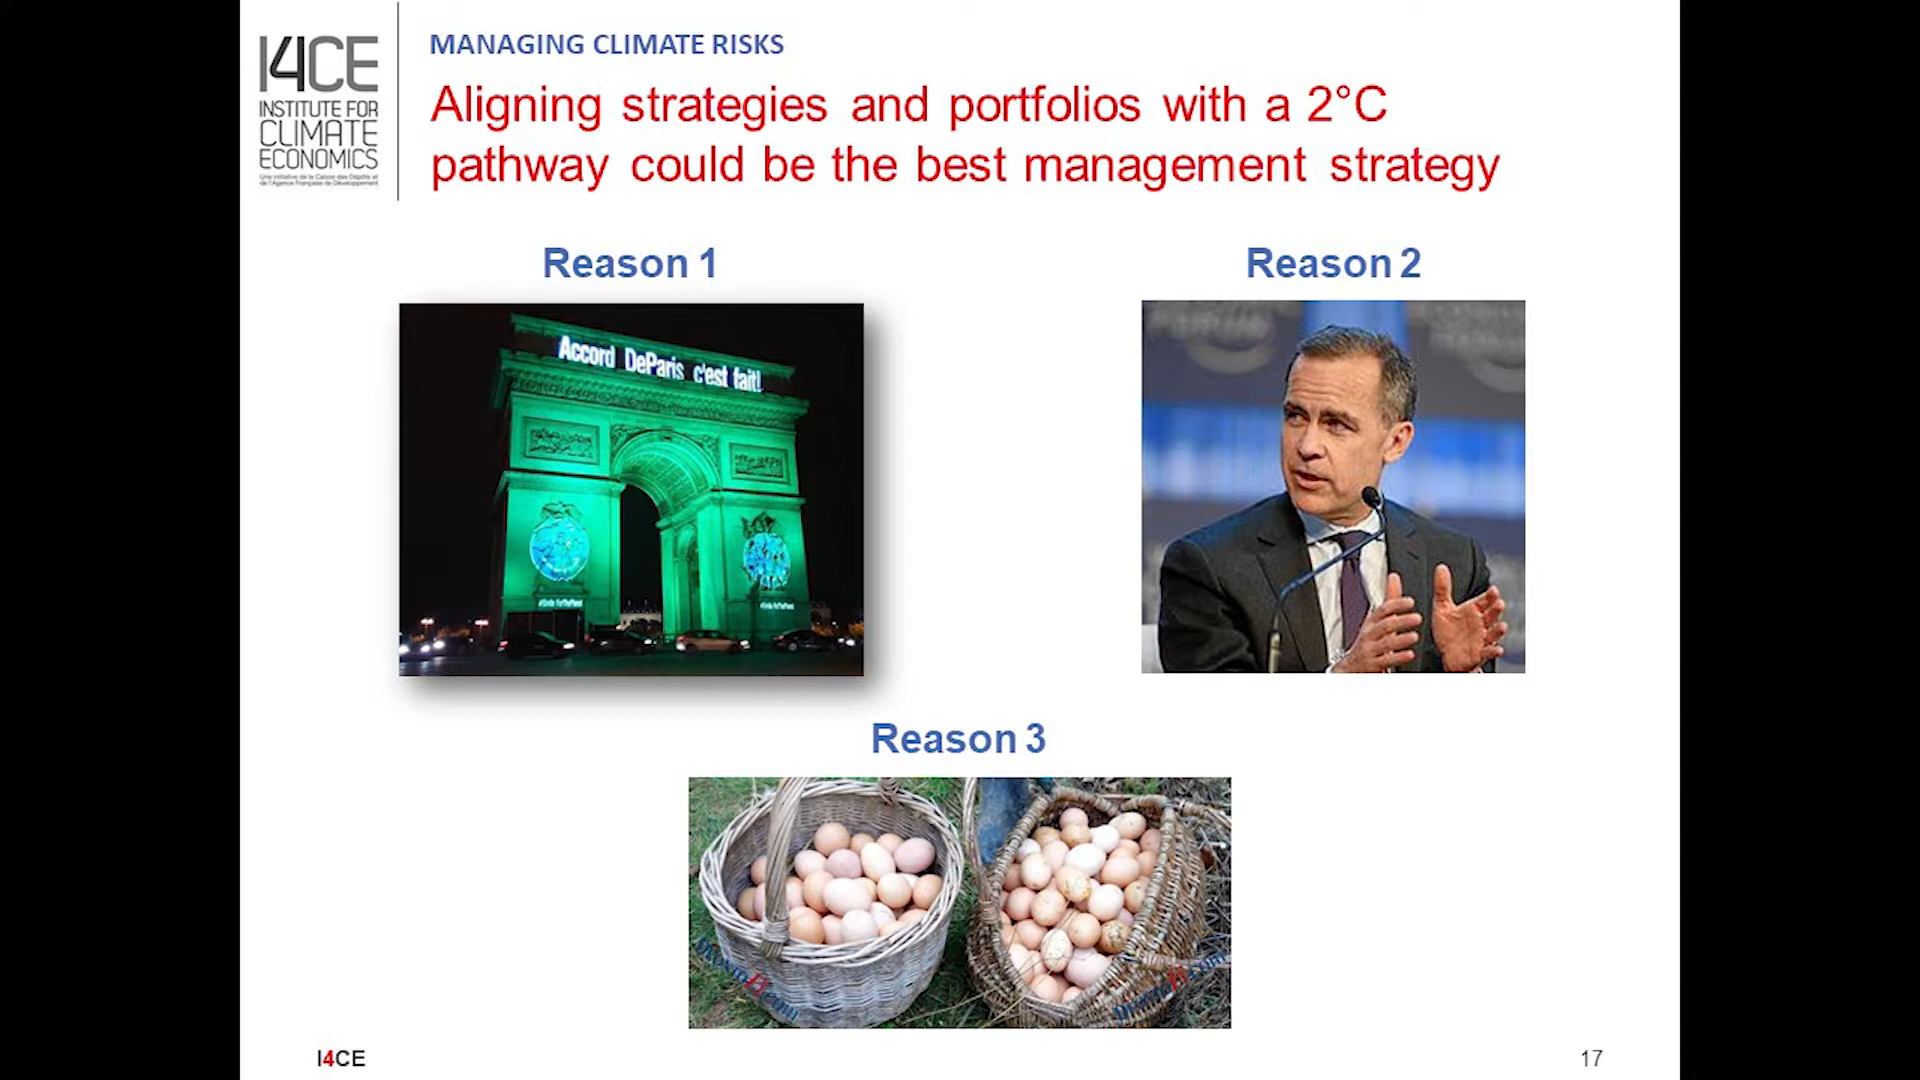 I4CE
INSTITUTE FOR
CLIMATE
ECONOMICS
Une initiative de la Caisse des Dépôts et
de l'Agence Française de Développement
MANAGING CLIMATE RISKS
Aligning strategies and portfolios with a 2°C
pathway could be the best management strategy
Reason 1
Reason 2
Accord DeParis c'est fait!
Reason 3
I4CE
17